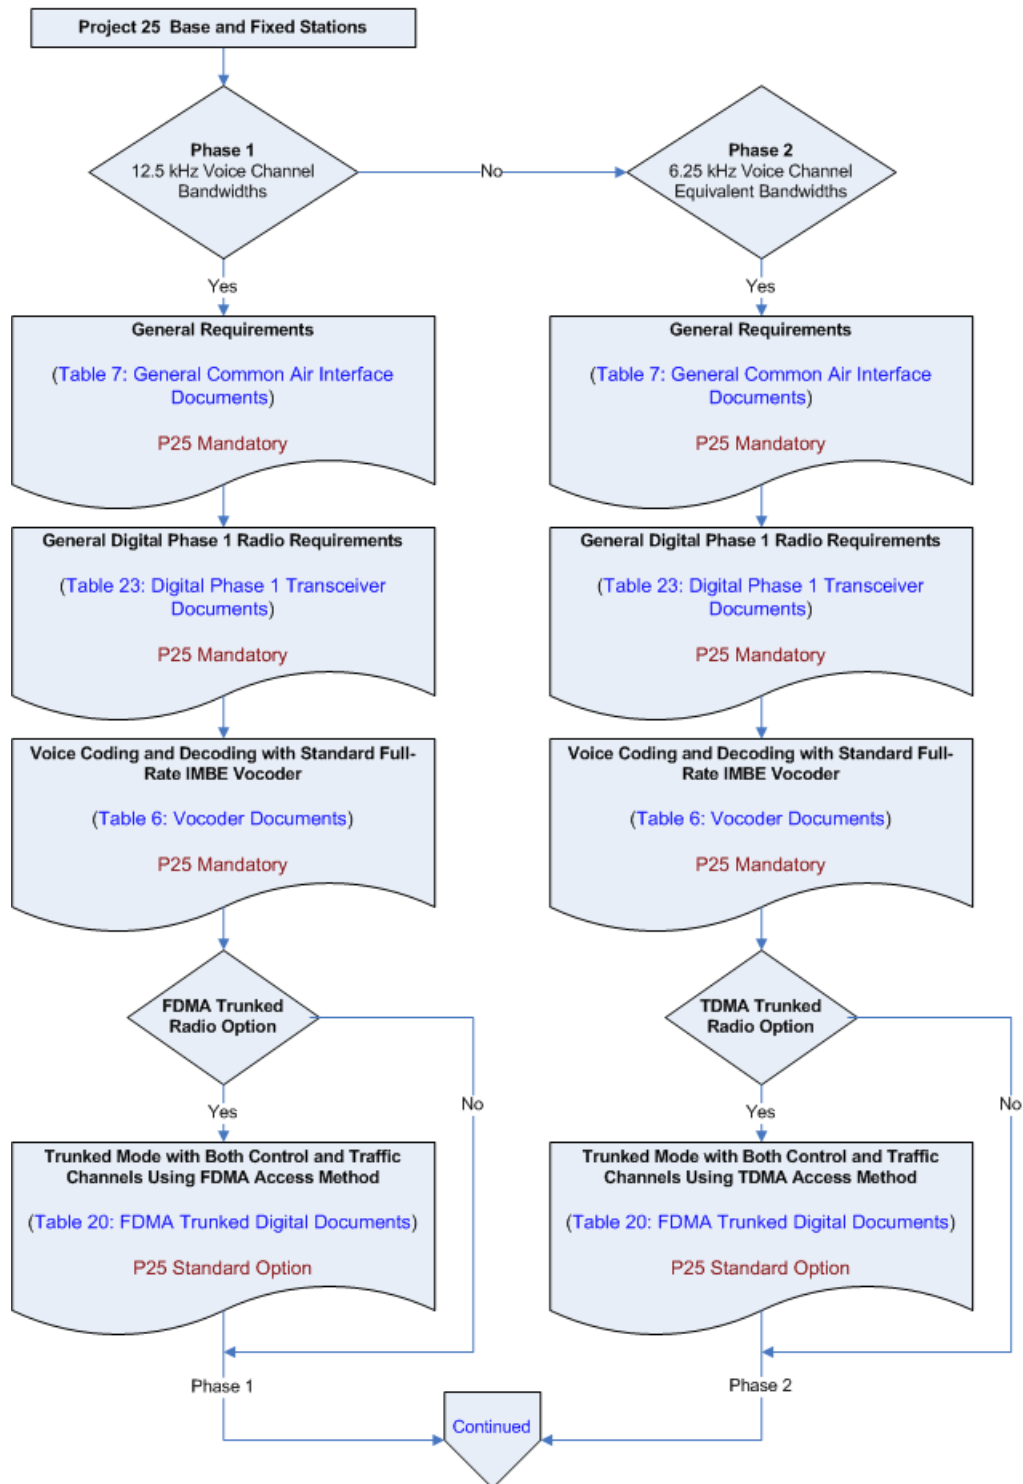 Project 25  Base and Fixed Stations
Phase 1
12.5 kHz Voice Channel
Bandwidths
No
Phase 2
6.25 kHz Voice Channel
Equivalent Bandwidths
Yes
General Requirements
(Table 7: General Common Air Interface
Documents)
P25 Mandatory
General Digital Phase 1 Radio Requirements
(Table 23: Digital Phase 1 Transceiver
Documents)
P25 Mandatory
Voice Coding and Decoding with Standard Full-
Rate IMBE Vocoder
(Table 6: Vocoder Documents)
P25 Mandatory
FDMA Trunked
Radio Option
No
Yes
Trunked Mode with Both Control and Traffic
Channels Using FDMA Access Method
(Table 20: FDMA Trunked Digital Documents)
P25 Standard Option
Phase 1
Yes
General Requirements
(Table 7: General Common Air Interface
Documents)
P25 Mandatory
General Digital Phase 1 Radio Requirements
(Table 23: Digital Phase 1 Transceiver
Documents)
P25 Mandatory
Voice Coding and Decoding with Standard Full-
Rate IMBE Vocoder
(Table 6: Vocoder Documents)
P25 Mandatory
TDMA Trunked
Radio Option
No
Yes
Trunked Mode with Both Control and Traffic
Channels Using TDMA Access Method
(Table 20: FDMA Trunked Digital Documents)
P25 Standard Option
Phase 2
Continued